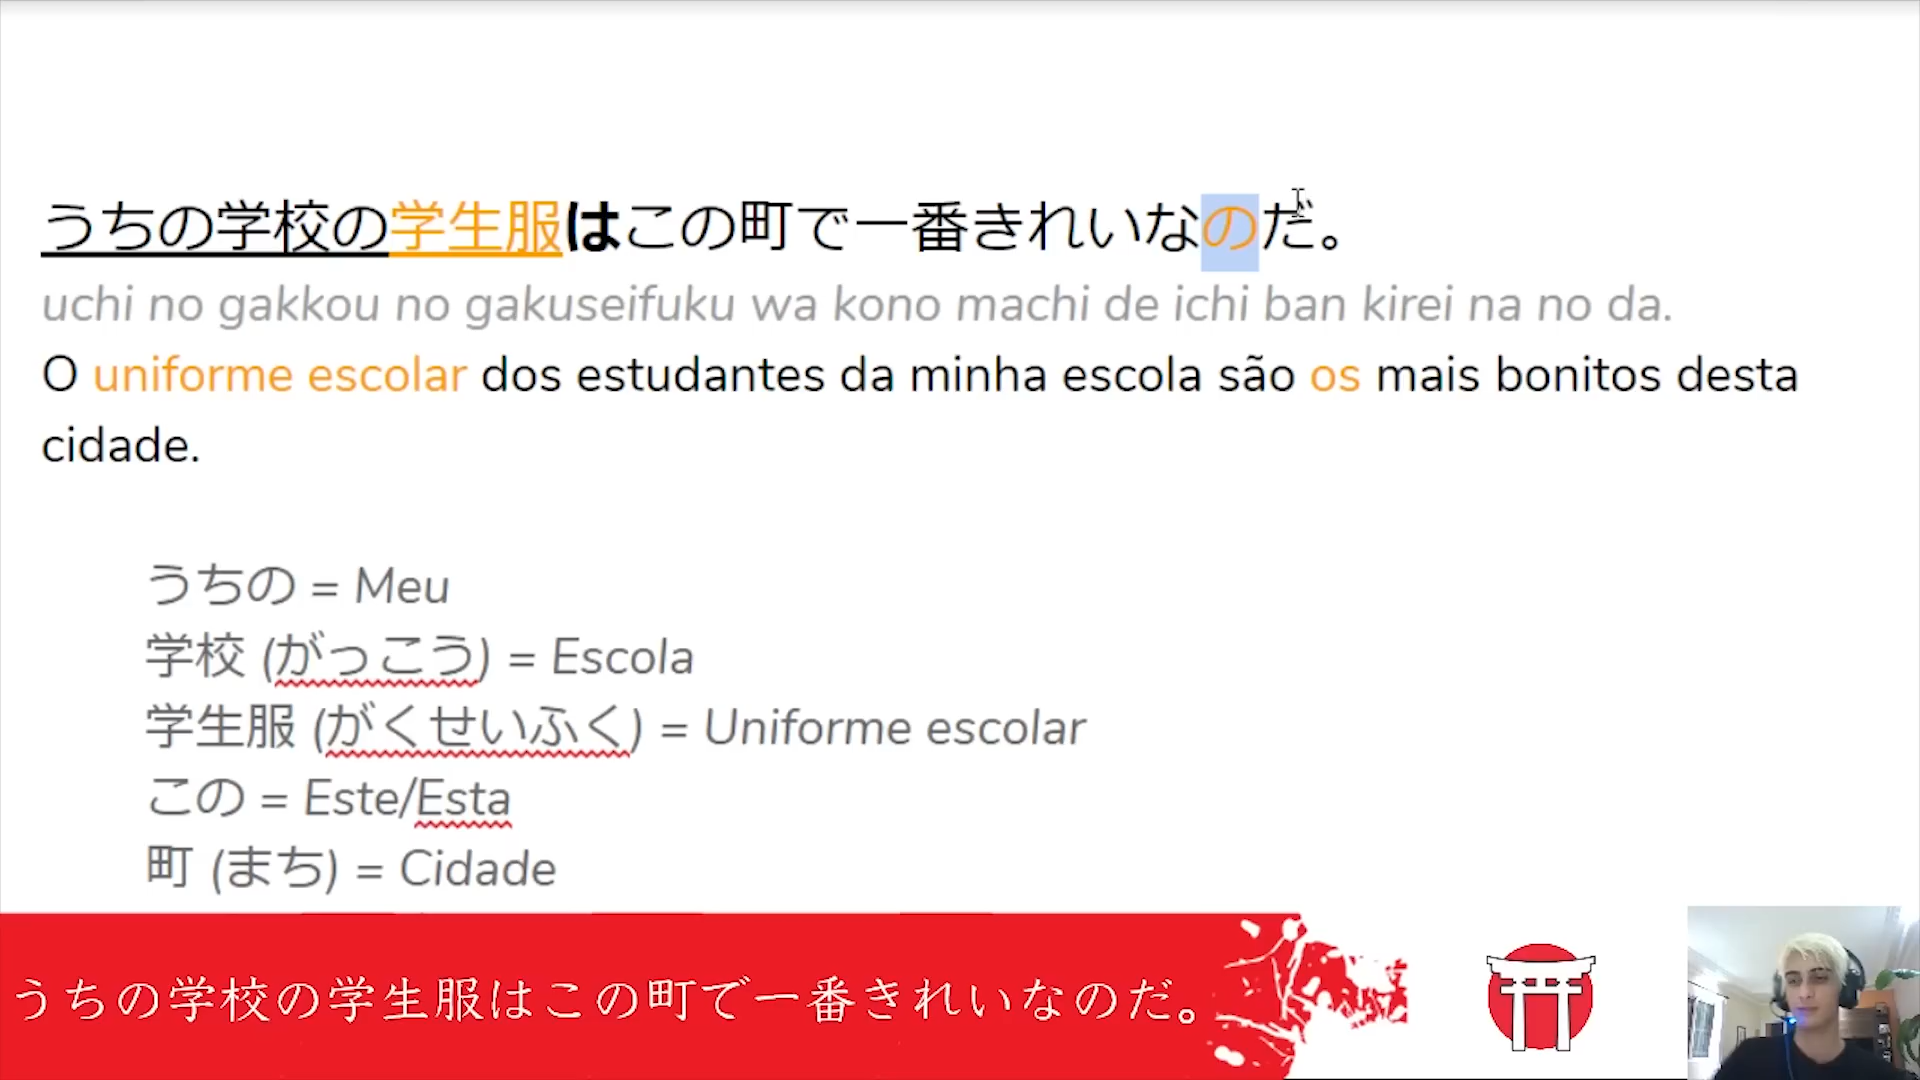 うちの学校の学生服はこの町で一番きれいなのだ。
uchi no gakkou no gakuseifuku wa kono machi de ichi ban kirei na no da.
O uniforme escolar dos estudantes da minha escola são os mais bonitos desta
cidade.
うちの = Meu
学校 (がっこう) = Escola
学生服 (がくせいふく) = Uniforme escolar
この = Este/Esta
町 (まち) = Cidade
うちの学校の学生服はこの町で一番きれいなのだ。